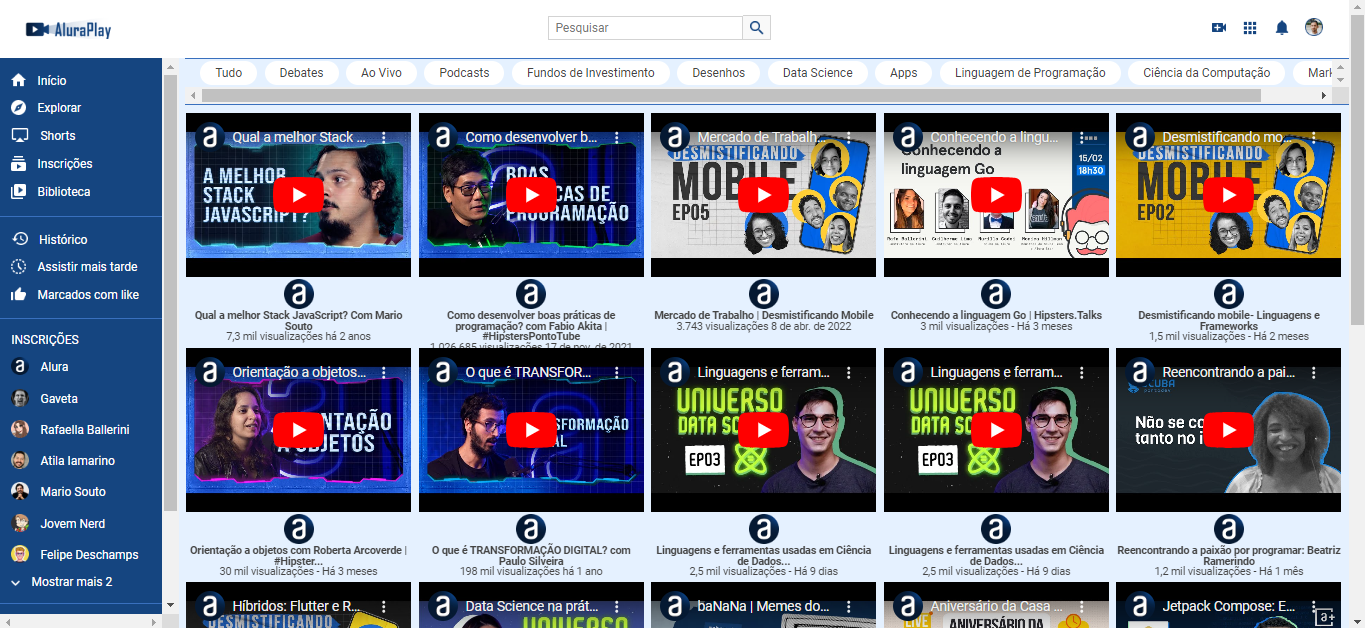 AluraPlay
Pesquisar
Início
Explorar
Shorts
Inscrições
Biblioteca
Histórico
Assistir mais tarde
Marcados com like
INSCRIÇÕES
Alura
Gaveta
Rafaella Ballerini
Atila Iamarino
Mario Souto
Jovem Nerd
Felipe Deschamps
Mostrar mais 2
Tudo
Debates
Ao Vivo
Podcasts
Fundos de Investimento
Desenhos
Data Science
Apps
Linguagem de Programação
Ciência da Computação
a Qual a melhor Stack ...
A MELHOR
STACK
JAVASCRIPT?
a
Qual a melhor Stack JavaScript? Com Mario
Souto
7,3 mil visualizações há 2 anos
a Como desenvolver b...
BOAS
PROGRAMAÇÃO
a
Como desenvolver boas práticas de
programação? com Fabio Akita |
#HipstersPontoTube
1.026.685 visualizações 17 de nov. de 2021
a Mercado de Trabalh...
DESMISTIFICANDO
MOBILE
EP05
a
Mercado de Trabalho | Desmistificando Mobile
3.743 visualizações 8 de abr. de 2022
a Conhecendo a lingu...
Conhecendo a
linguagem Go
15/02
18h30
a
Conhecendo a linguagem Go | Hipsters.Talks
3 mil visualizações - Há 3 meses
a Desmistificando mo...
DESMISTIFICANDO
MOBILE
EP02
a
Desmistificando mobile- Linguagens e
Frameworks
1,5 mil visualizações - Há 2 meses
a Orientação a objetos...
A OBJETOS
a
Orientação a objetos com Roberta Arcoverde |
#Hipster...
30 mil visualizações - Há 3 meses
a O que é TRANSFOR...
a
O que é TRANSFORMAÇÃO DIGITAL? com
Paulo Silveira
198 mil visualizações há 1 ano
a Linguagens e ferram...
UNIVERSO
DATA SC
EP03
a
Linguagens e ferramentas usadas em Ciência
de Dados...
2,5 mil visualizações - Há 9 dias
a Linguagens e ferram...
UNIVERSO
DATA SC
EP03
a
Linguagens e ferramentas usadas em Ciência
de Dados...
2,5 mil visualizações - Há 9 dias
a Reencontrando a pai...
Não se co
tanto no i
a
Reencontrando a paixão por programar: Beatriz
Ramerindo
1,2 mil visualizações - Há 1 mês
a Híbridos: Flutter e R...
DESMISTIFICANDO
a Data Science na prát...
UNIVERSO
a baNaNa | Memes do...
a Aniversário da Casa ...
ANIVERSÁRIO DA
a Jetpack Compose: E...
LIVE
a+